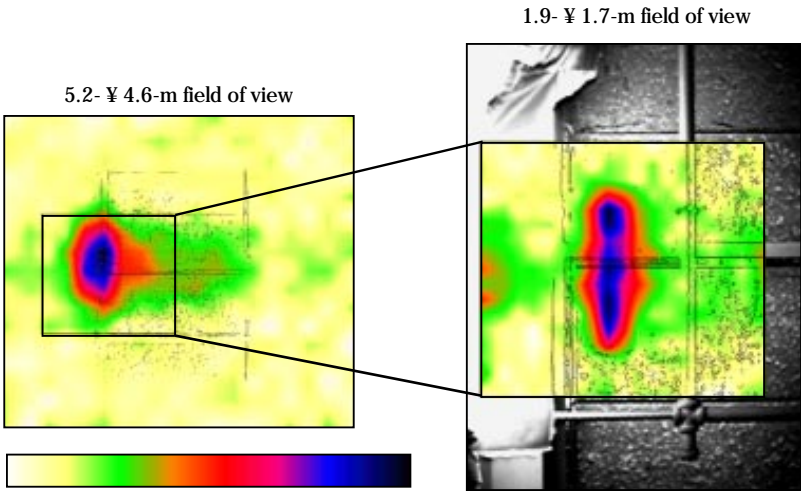 1.9- ¥ 1.7-m field of view
5.2- ¥ 4.6-m field of view